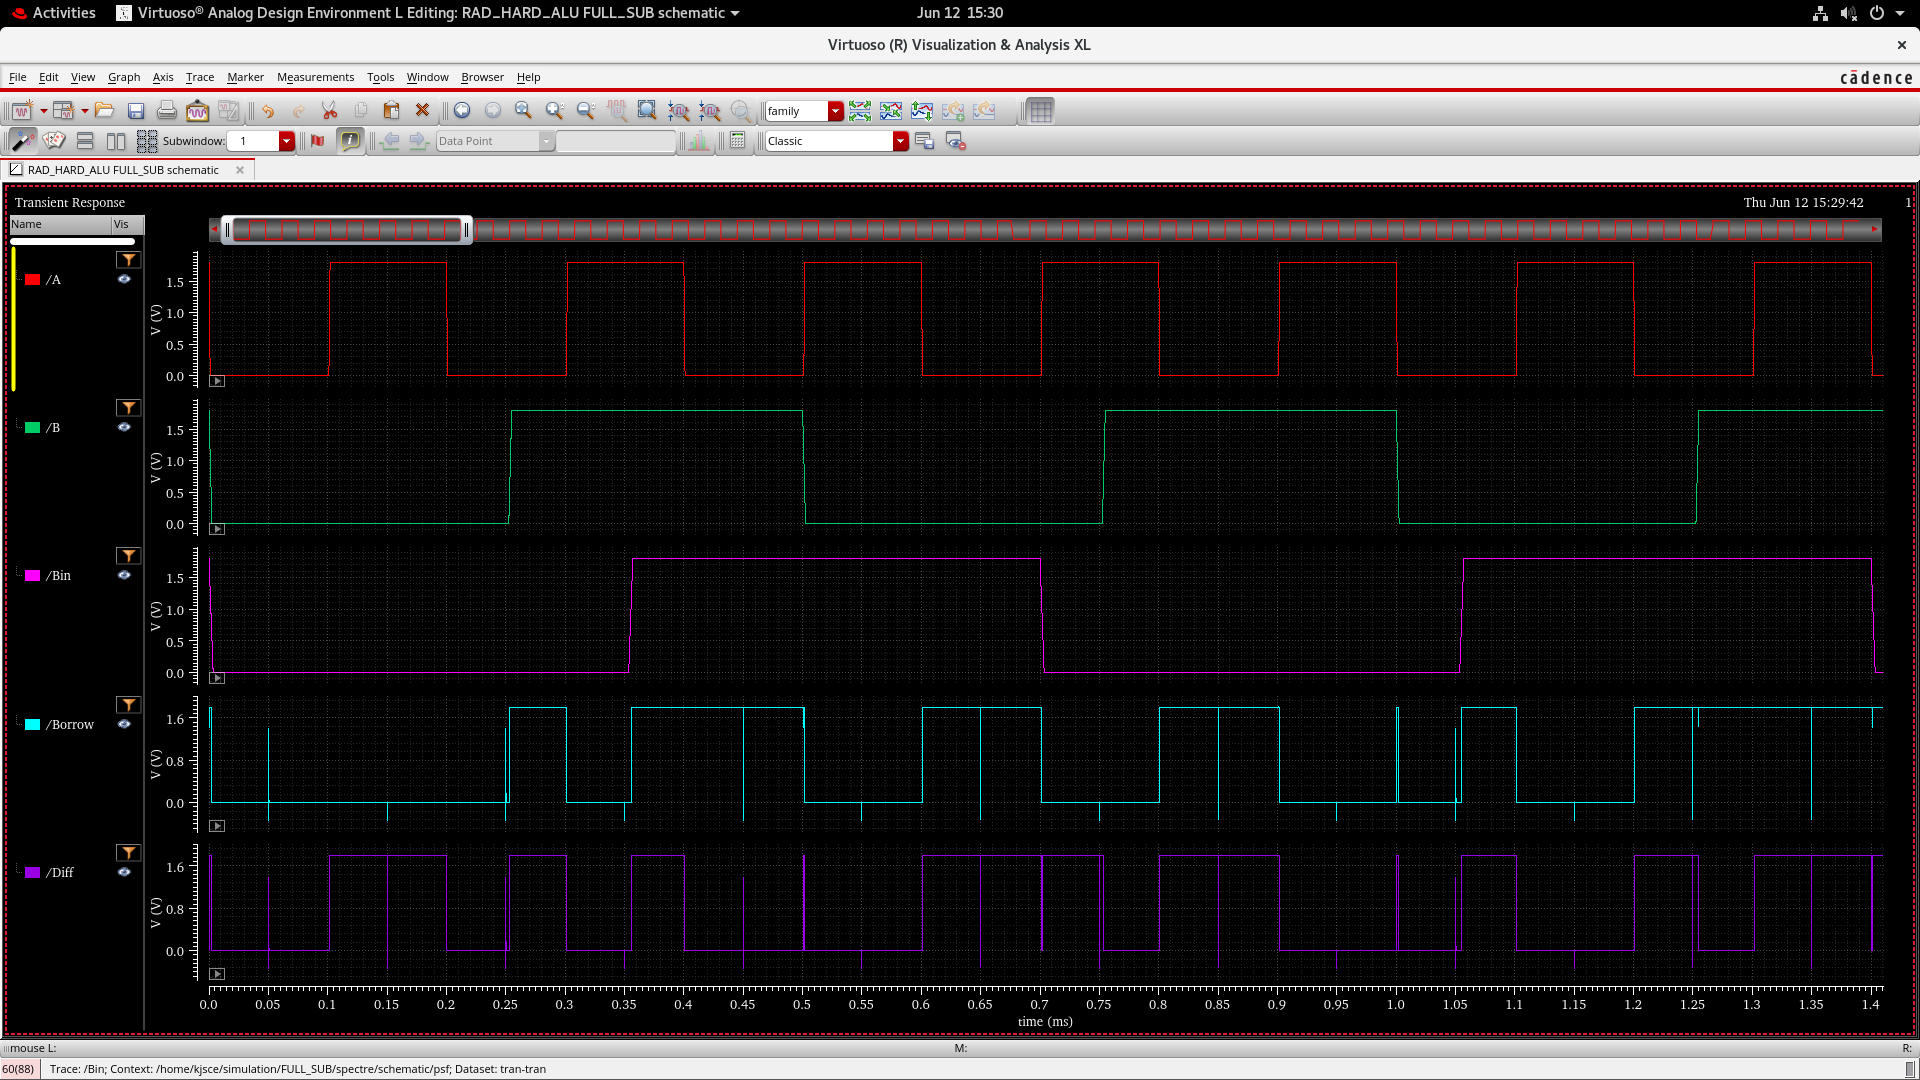 Activities Virtuoso® Analog Design Environment L Editing: RAD_HARD_ALU FULL_SUB schematic Jun 12 15:30
Virtuoso (R) Visualization & Analysis XL
File Edit View Graph Axis Trace Marker Measurements Tools Window Browser Help cādence
family
Subwindow: 1 Data Point Classic
RAD_HARD_ALU FULL_SUB schematic
Transient Response Thu Jun 12 15:29:42 1
Name Vis
/A
V (V)
1.5
1.0
0.5
0.0
/B
V (V)
1.5
1.0
0.5
0.0
/Bin
V (V)
1.5
1.0
0.5
0.0
/Borrow
V (V)
1.6
0.8
0.0
/Diff
V (V)
1.6
0.8
0.0
0.0 0.05 0.1 0.15 0.2 0.25 0.3 0.35 0.4 0.45 0.5 0.55 0.6 0.65 0.7 0.75 0.8 0.85 0.9 0.95 1.0 1.05 1.1 1.15 1.2 1.25 1.3 1.35 1.4
time (ms)
mouse L: M: R:
60(88) Trace: /Bin; Context: /home/kjsce/simulation/FULL_SUB/spectre/schematic/psf; Dataset: tran-tran